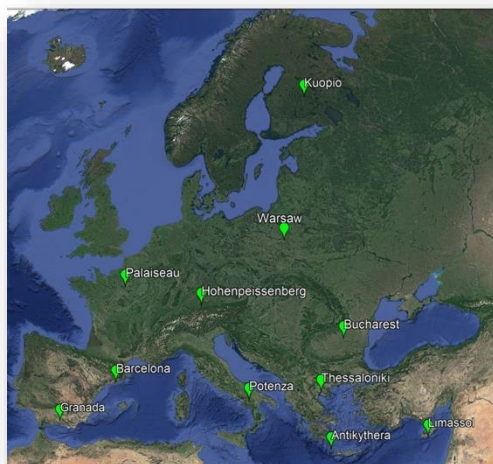 Kuopio
Warsaw
Palaiseau
Hohenpeissenberg
Bucharest
Barcelona
Thessaloniki
Potenza
Granada
Limassol
Antikythera